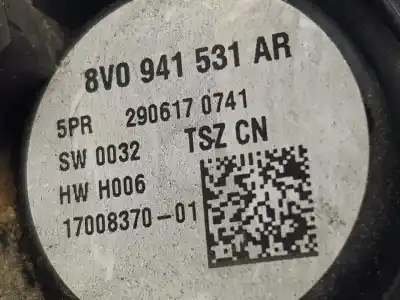 8V0 941 531 AR
5PR 290617 0741
SW 0032 TSZ CN
HW H006
17008370-01